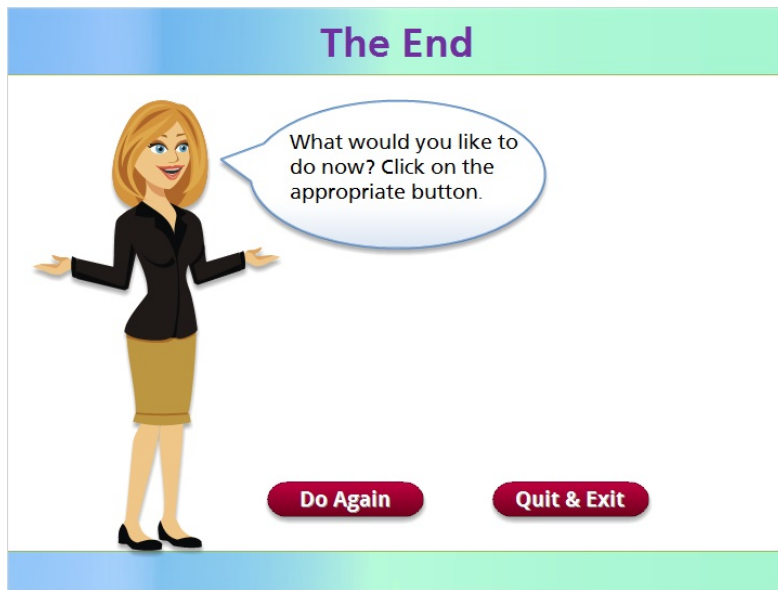 The End
What would you like to
do now? Click on the
appropriate button.
Do Again
Quit & Exit